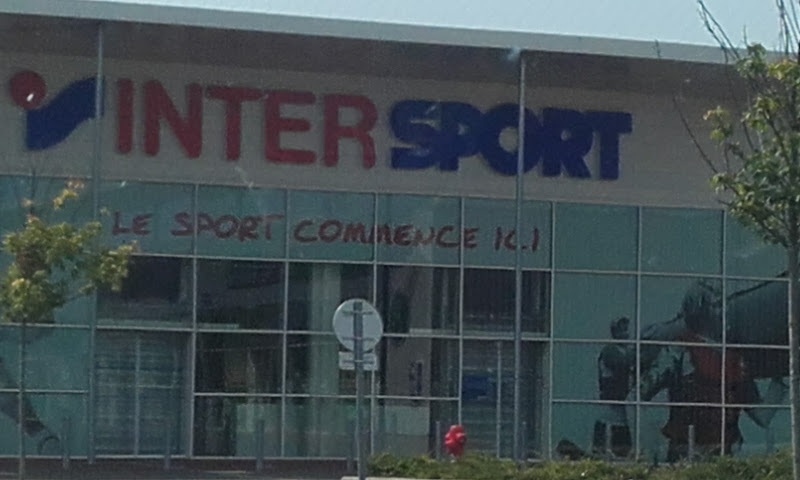 INTERSPORT
LE SPORT COMMENCE ICI